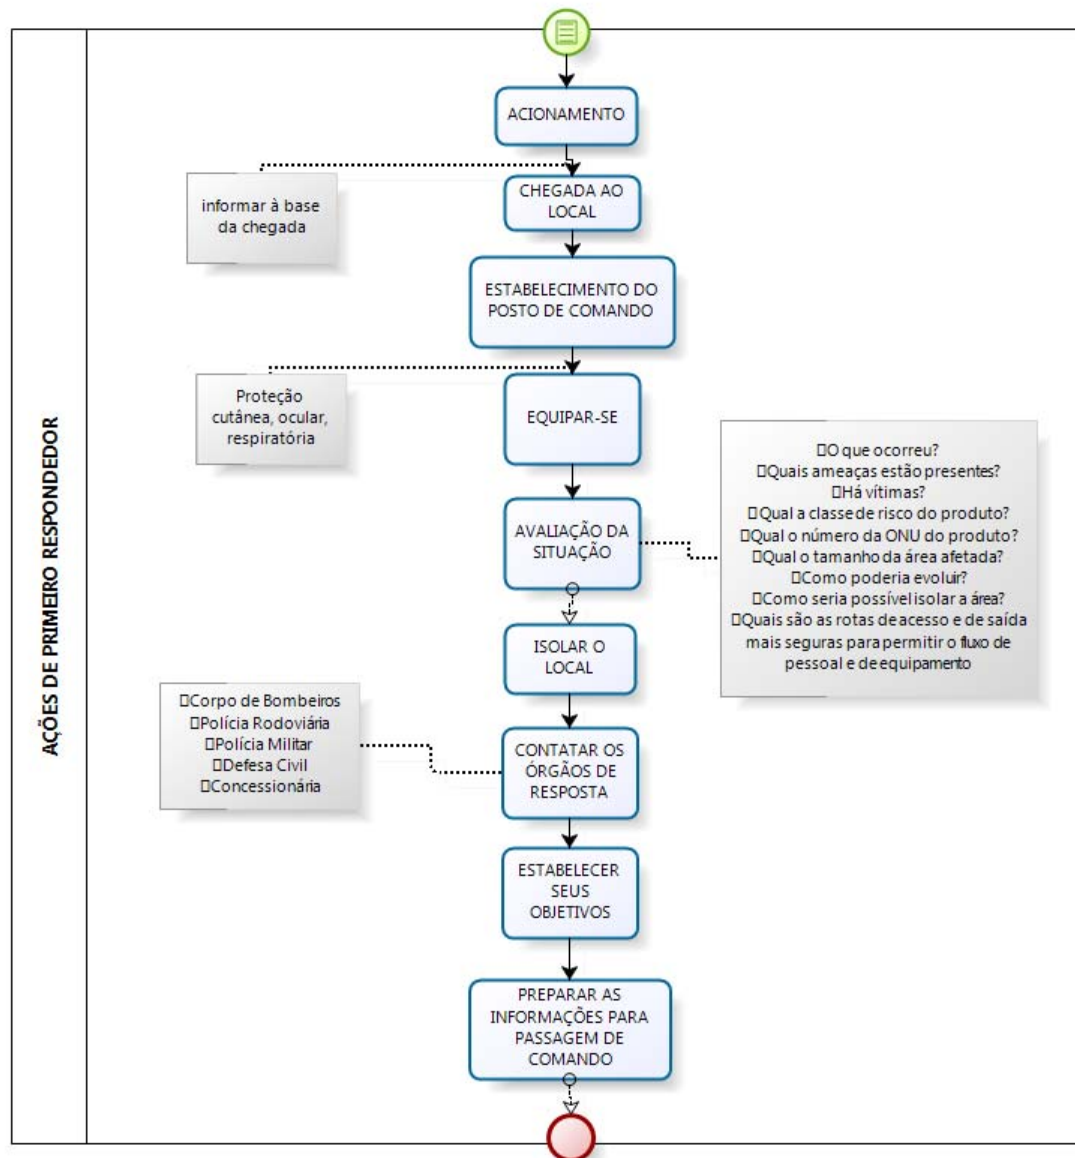 AÇÕES DE PRIMEIRO RESPONDEDOR
ACIONAMENTO
informar à base
da chegada
CHEGADA AO
LOCAL
ESTABELECIMENTO DO
POSTO DE COMANDO
Proteção
cutânea, ocular,
respiratória
EQUIPAR-SE
AVALIAÇÃO DA
SITUAÇÃO
▯O que ocorreu?
▯Quais ameaças estão presentes?
▯Há vítimas?
▯Qual a classe de risco do produto?
▯Qual o número da ONU do produto?
▯Qual o tamanho da área afetada?
▯Como poderia evoluir?
▯Como seria possível isolar a área?
▯Quais são as rotas de acesso e de saída
mais seguras para permitir o fluxo de
pessoal e de equipamento
ISOLAR O
LOCAL
▯Corpo de Bombeiros
▯Polícia Rodoviária
▯Polícia Militar
▯Defesa Civil
▯Concessionária
CONTATAR OS
ÓRGÃOS DE
RESPOSTA
ESTABELECER
SEUS
OBJETIVOS
PREPARAR AS
INFORMAÇÕES PARA
PASSAGEM DE
COMANDO